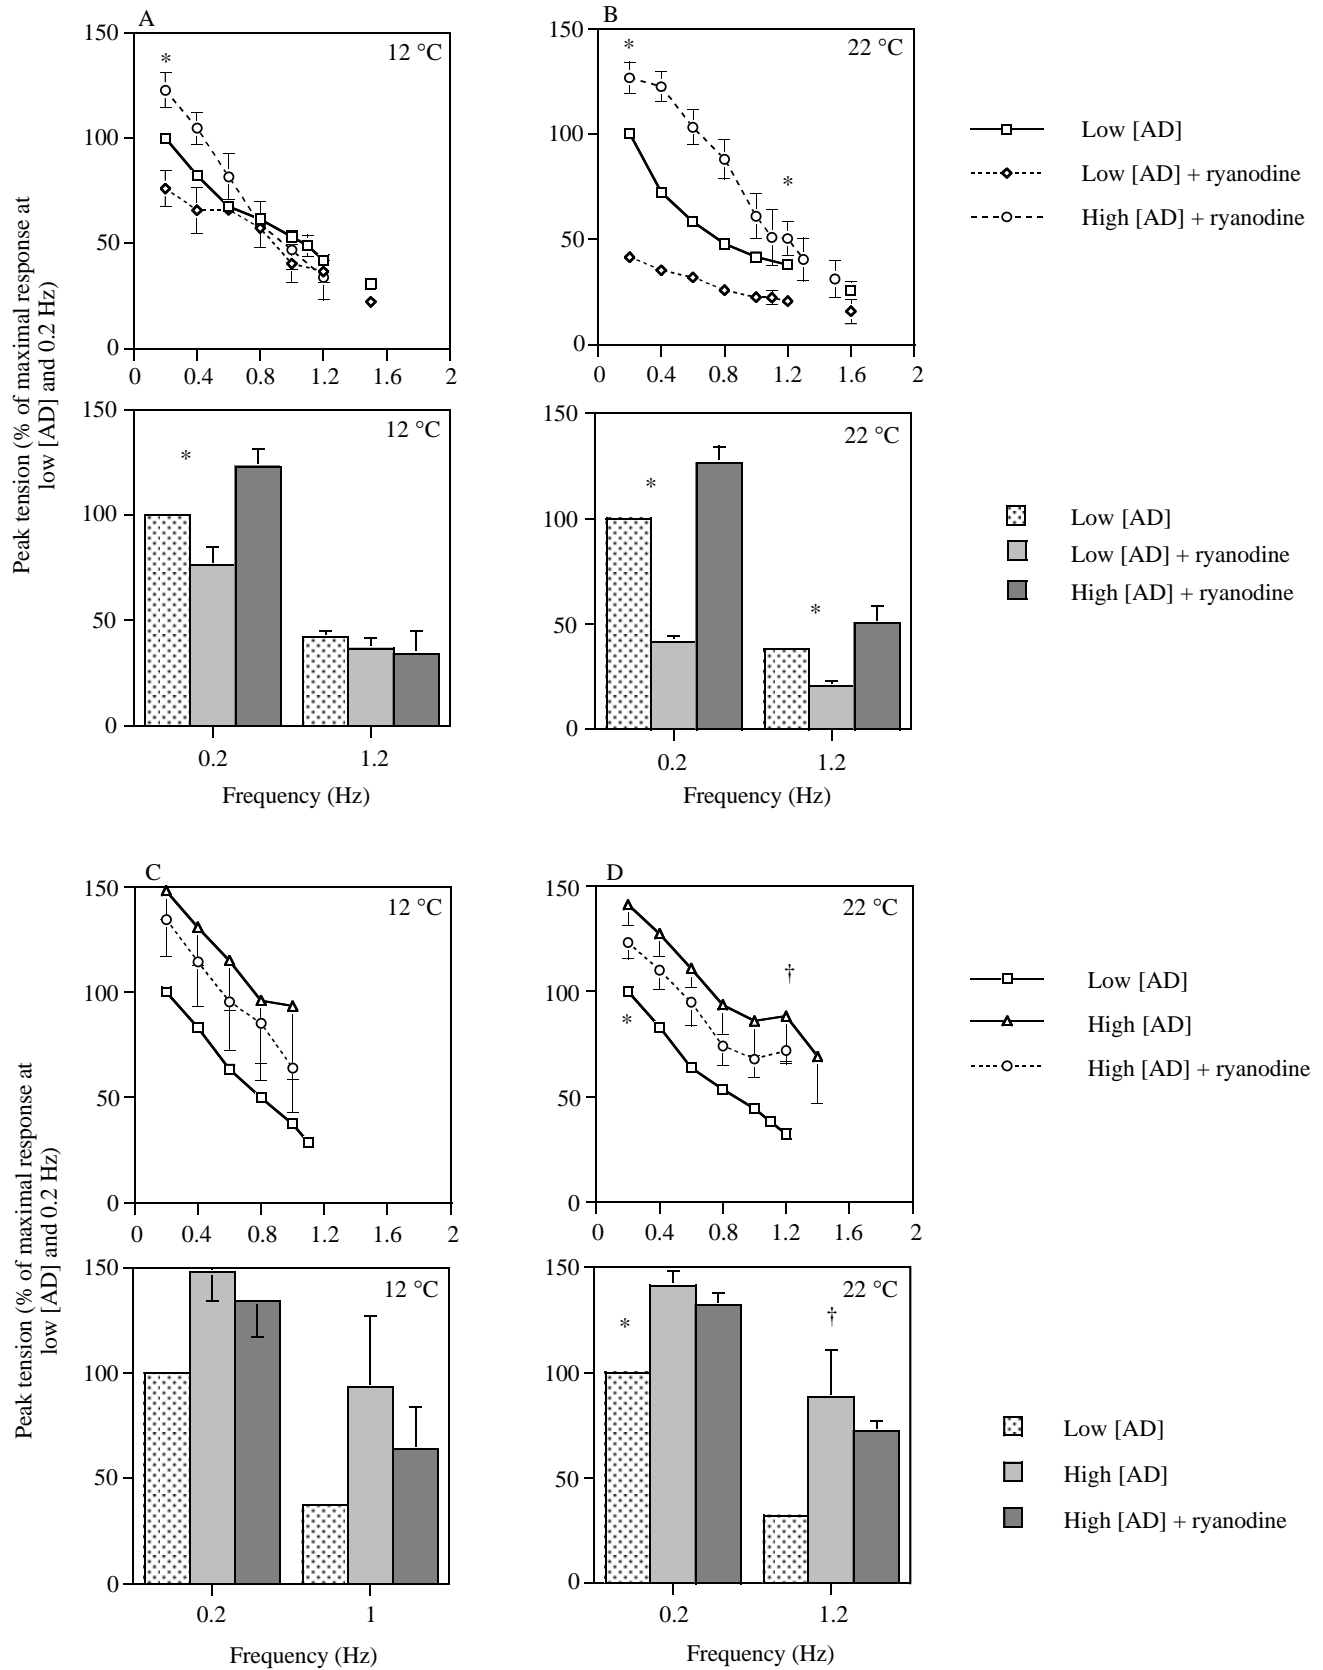 A
150
100
50
0
12 °C
*
0 0.4 0.8 1.2 1.6 2
B
150
100
50
0
22 °C
*
*
0 0.4 0.8 1.2 1.6 2
Low [AD]
Low [AD] + ryanodine
High [AD] + ryanodine
Peak tension (% of maximal response at
low [AD] and 0.2 Hz)
150
100
50
0
12 °C
*
0.2 1.2
Frequency (Hz)
150
100
50
0
22 °C
*
*
0.2 1.2
Frequency (Hz)
Low [AD]
Low [AD] + ryanodine
High [AD] + ryanodine
C
150
100
50
0
12 °C
0 0.4 0.8 1.2 1.6 2
D
150
100
50
0
22 °C
*
†
0 0.4 0.8 1.2 1.6 2
Low [AD]
High [AD]
High [AD] + ryanodine
Peak tension (% of maximal response at
low [AD] and 0.2 Hz)
150
100
50
0
12 °C
0.2 1
Frequency (Hz)
150
100
50
0
22 °C
*
†
0.2 1.2
Frequency (Hz)
Low [AD]
High [AD]
High [AD] + ryanodine